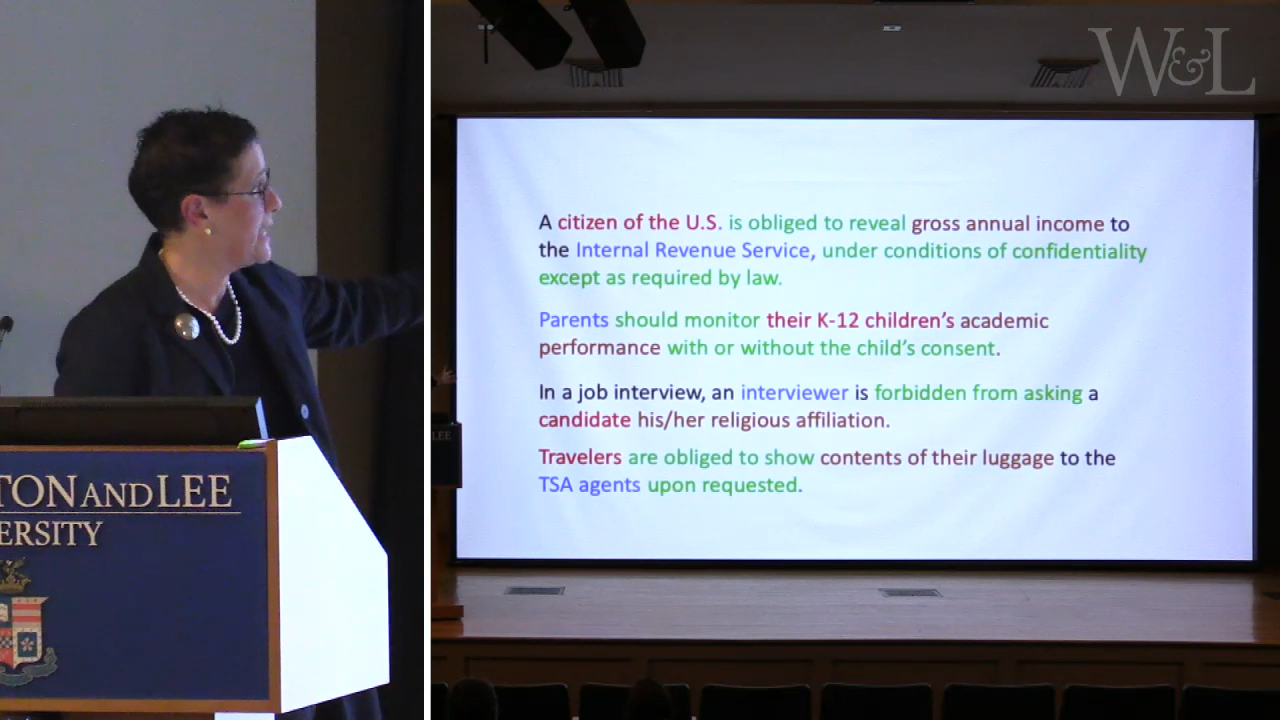 W&L
A citizen of the U.S. is obliged to reveal gross annual income to
the Internal Revenue Service, under conditions of confidentiality
except as required by law.
Parents should monitor their K-12 children's academic
performance with or without the child's consent.
In a job interview, an interviewer is forbidden from asking a
candidate his/her religious affiliation.
Travelers are obliged to show contents of their luggage to the
TSA agents upon requested.
TON AND LEE
ERSITY
LEE